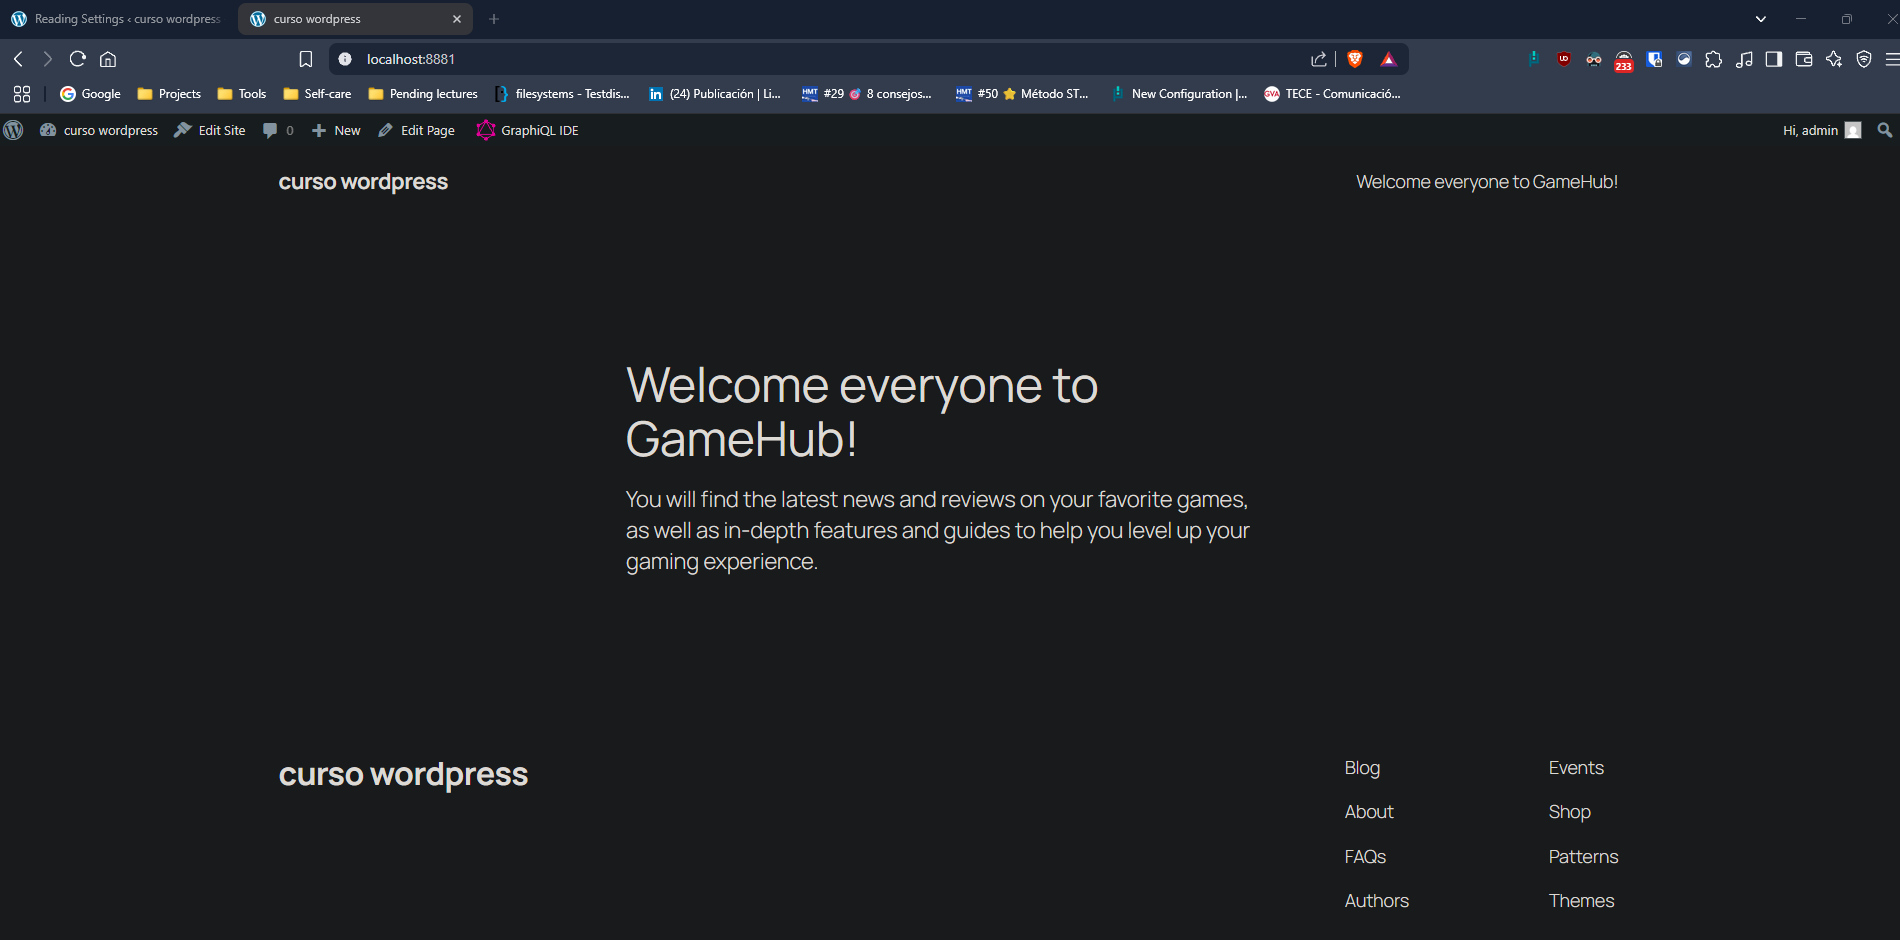 Reading Settings ‹ curso wordpress
curso wordpress
localhost:8881
233
Google
Projects
Tools
Self-care
Pending lectures
filesystems - Testdis...
(24) Publicación | Li...
#29 🎯 8 consejos...
#50 ⭐ Método ST...
New Configuration |...
TECE - Comunicació...
curso wordpress
Edit Site
0
New
Edit Page
GraphiQL IDE
Hi, admin
curso wordpress
Welcome everyone to GameHub!
Welcome everyone to
GameHub!
You will find the latest news and reviews on your favorite games,
as well as in-depth features and guides to help you level up your
gaming experience.
curso wordpress
Blog
Events
About
Shop
FAQs
Patterns
Authors
Themes